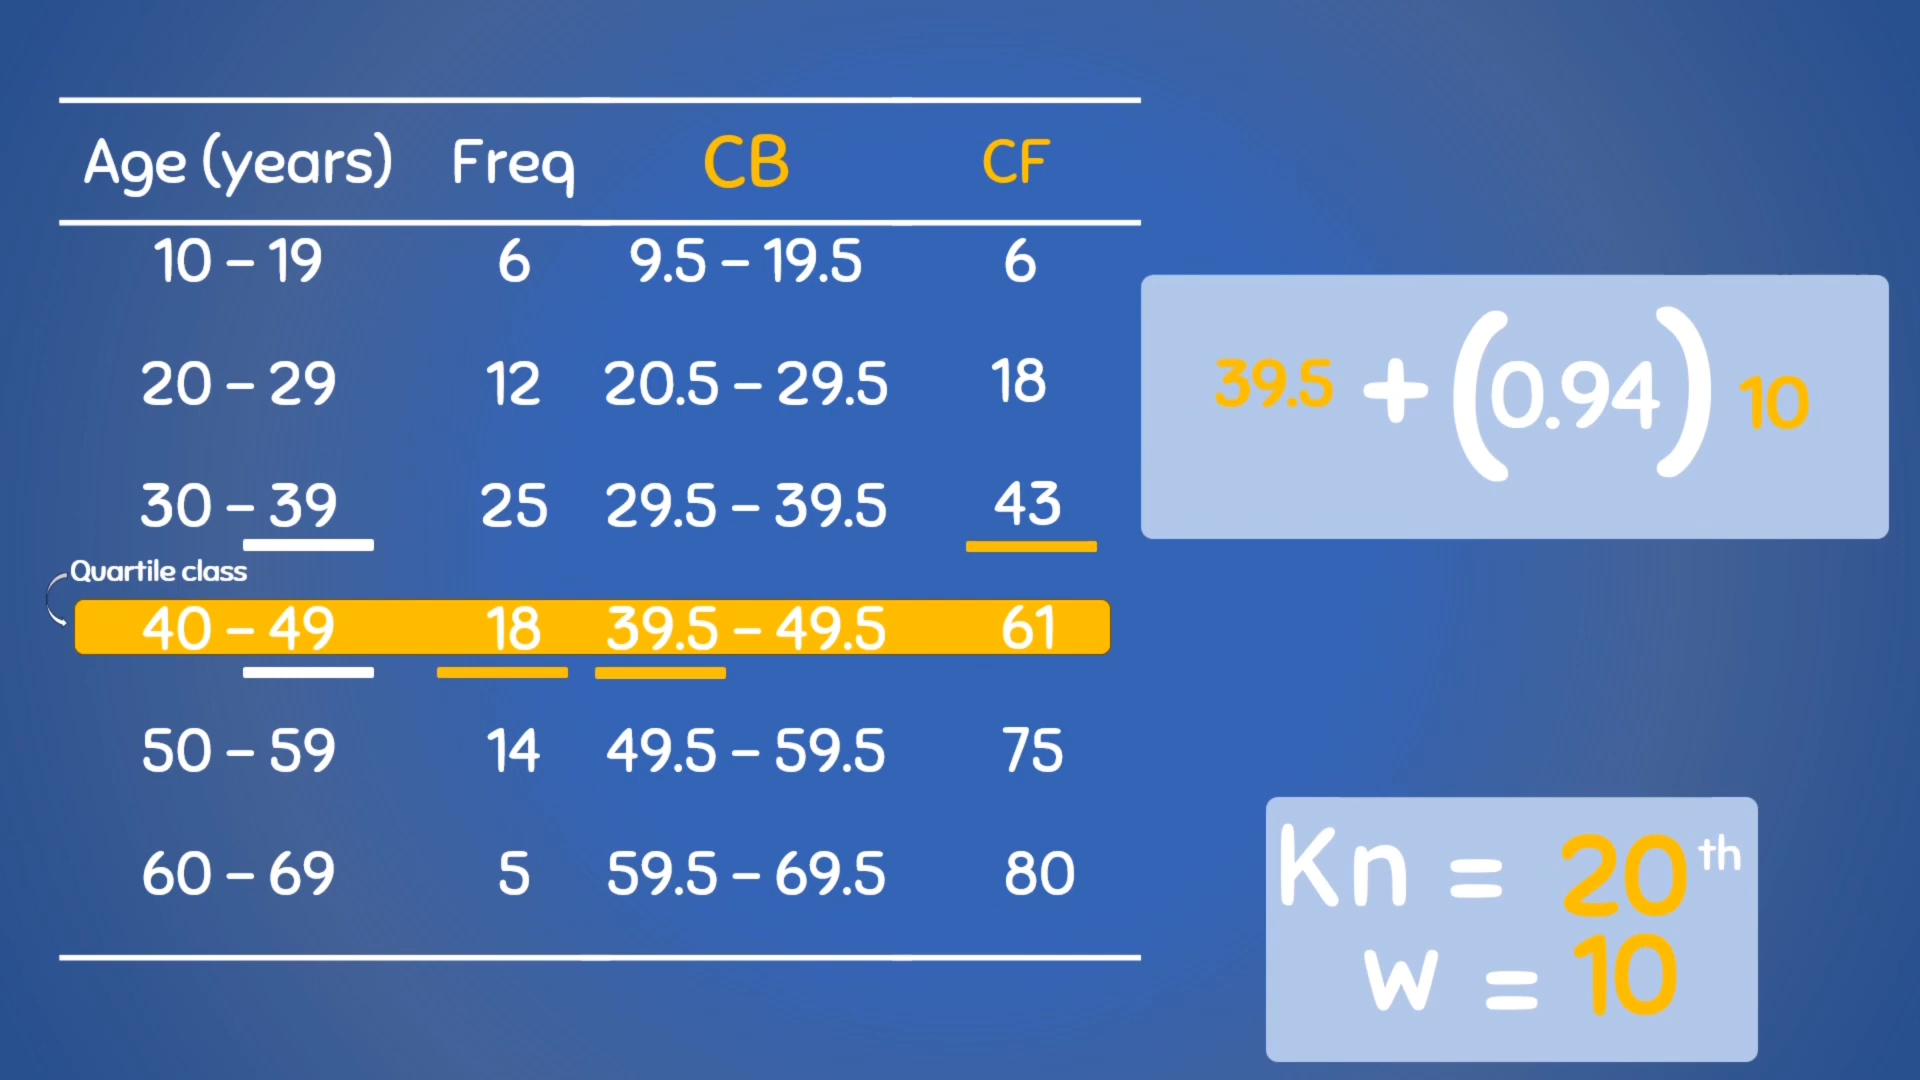 Age (years) Freq CB CF
10 – 19 6 9.5 – 19.5 6
20 – 29 12 20.5 – 29.5 18
30 – 39 25 29.5 – 39.5 43
Quartile class
40 – 49 18 39.5 – 49.5 61
50 – 59 14 49.5 – 59.5 75
60 – 69 5 59.5 – 69.5 80
39.5 + (0.94) 10
Kn = 20th
w = 10